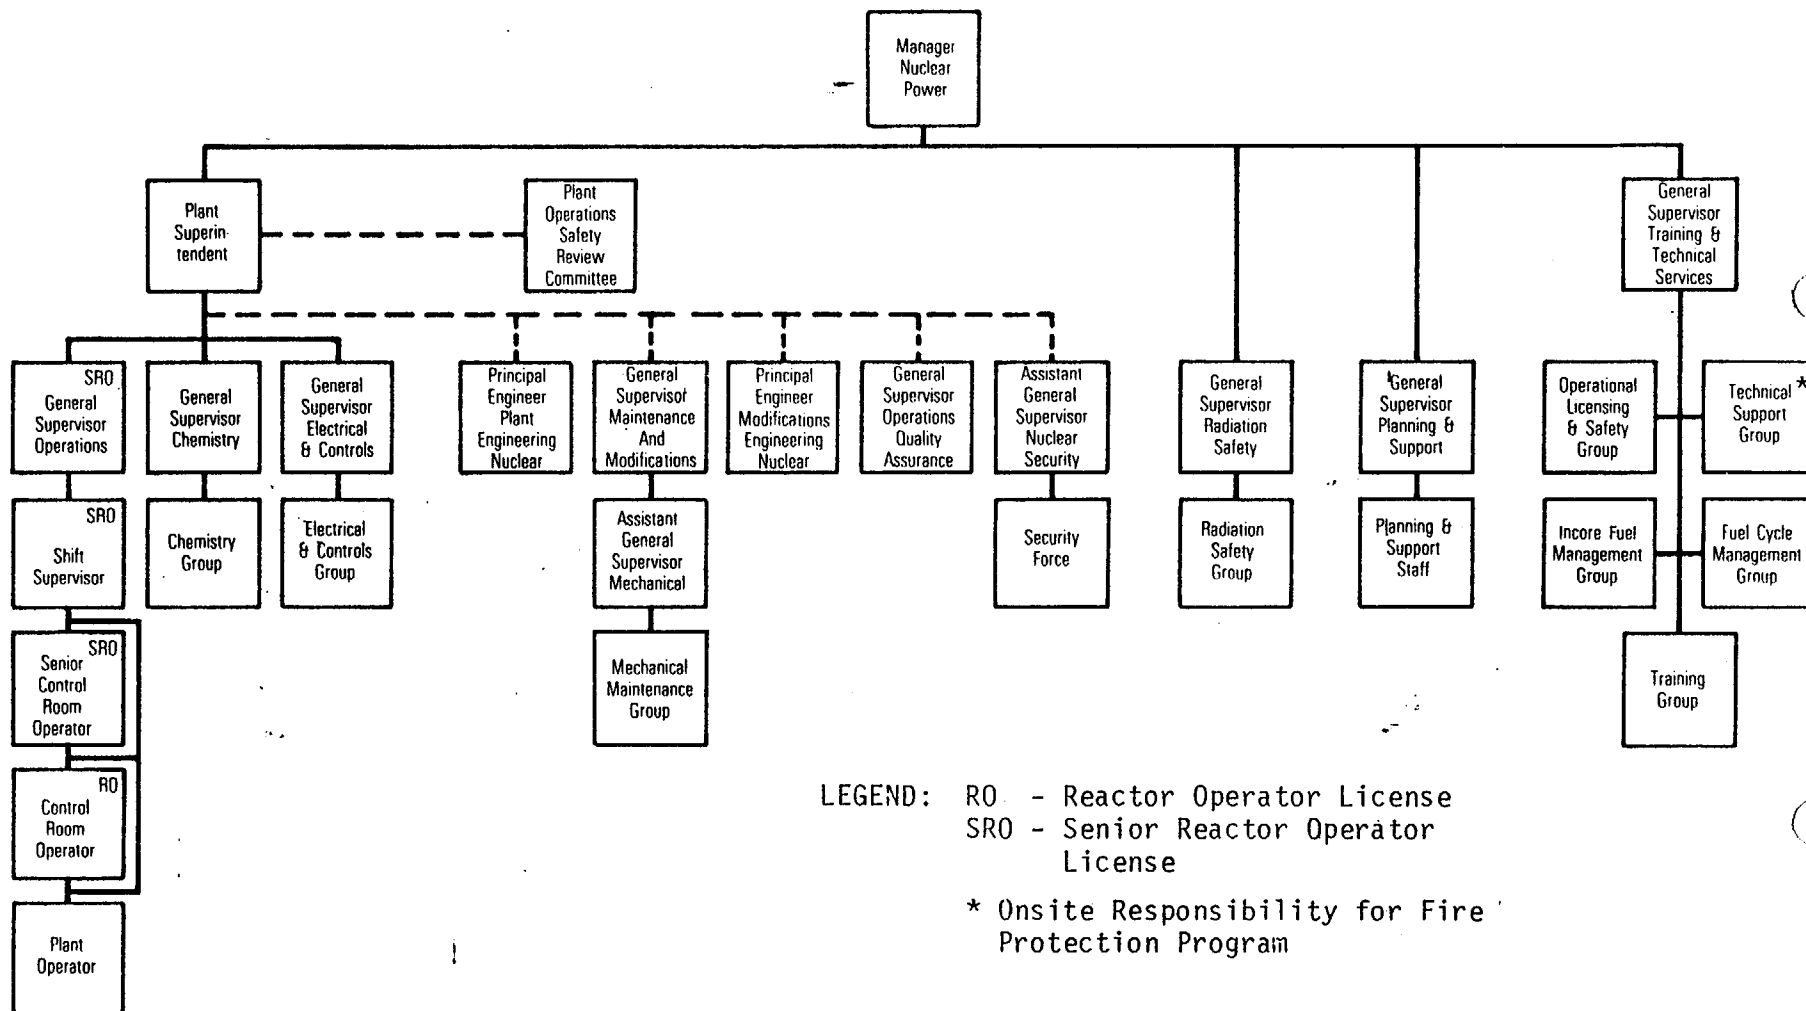 Manager
Nuclear
Power
Plant
Superin-
tendent
Plant
Operations
Safety
Review
Committee
General
Supervisor
Training &
Technical
Services
SRO
General
Supervisor
Operations
General
Supervisor
Chemistry
General
Supervisor
Electrical
& Controls
Principal
Engineer
Plant
Engineering
Nuclear
General
Supervisor
Maintenance
And
Modifications
Principal
Engineer
Modifications
Engineering
Nuclear
General
Supervisor
Operations
Quality
Assurance
Assistant
General
Supervisor
Nuclear
Security
General
Supervisor
Radiation
Safety
General
Supervisor
Planning &
Support
Operational
Licensing
& Safety
Group
*
Technical
Support
Group
SRO
Shift
Supervisor
Chemistry
Group
Electrical
& Controls
Group
Assistant
General
Supervisor
Mechanical
Security
Force
Radiation
Safety
Group
Planning &
Support
Staff
Incore Fuel
Management
Group
Fuel Cycle
Management
Group
SRO
Senior
Control
Room
Operator
Mechanical
Maintenance
Group
Training
Group
RO
Control
Room
Operator
Plant
Operator
LEGEND: RO - Reactor Operator License
SRO - Senior Reactor Operator
License
* Onsite Responsibility for Fire
Protection Program